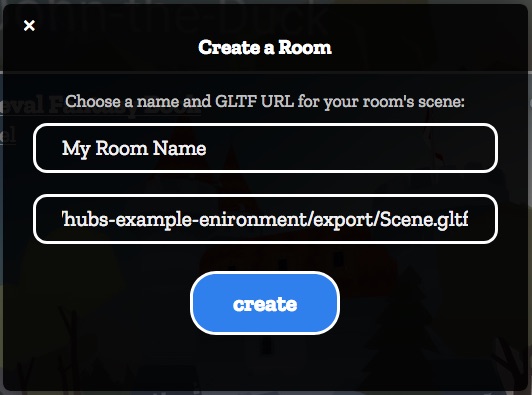 ×
Create a Room
Choose a name and GLTF URL for your room's scene:
My Room Name
/hubs-example-enironment/export/Scene.gltf
create